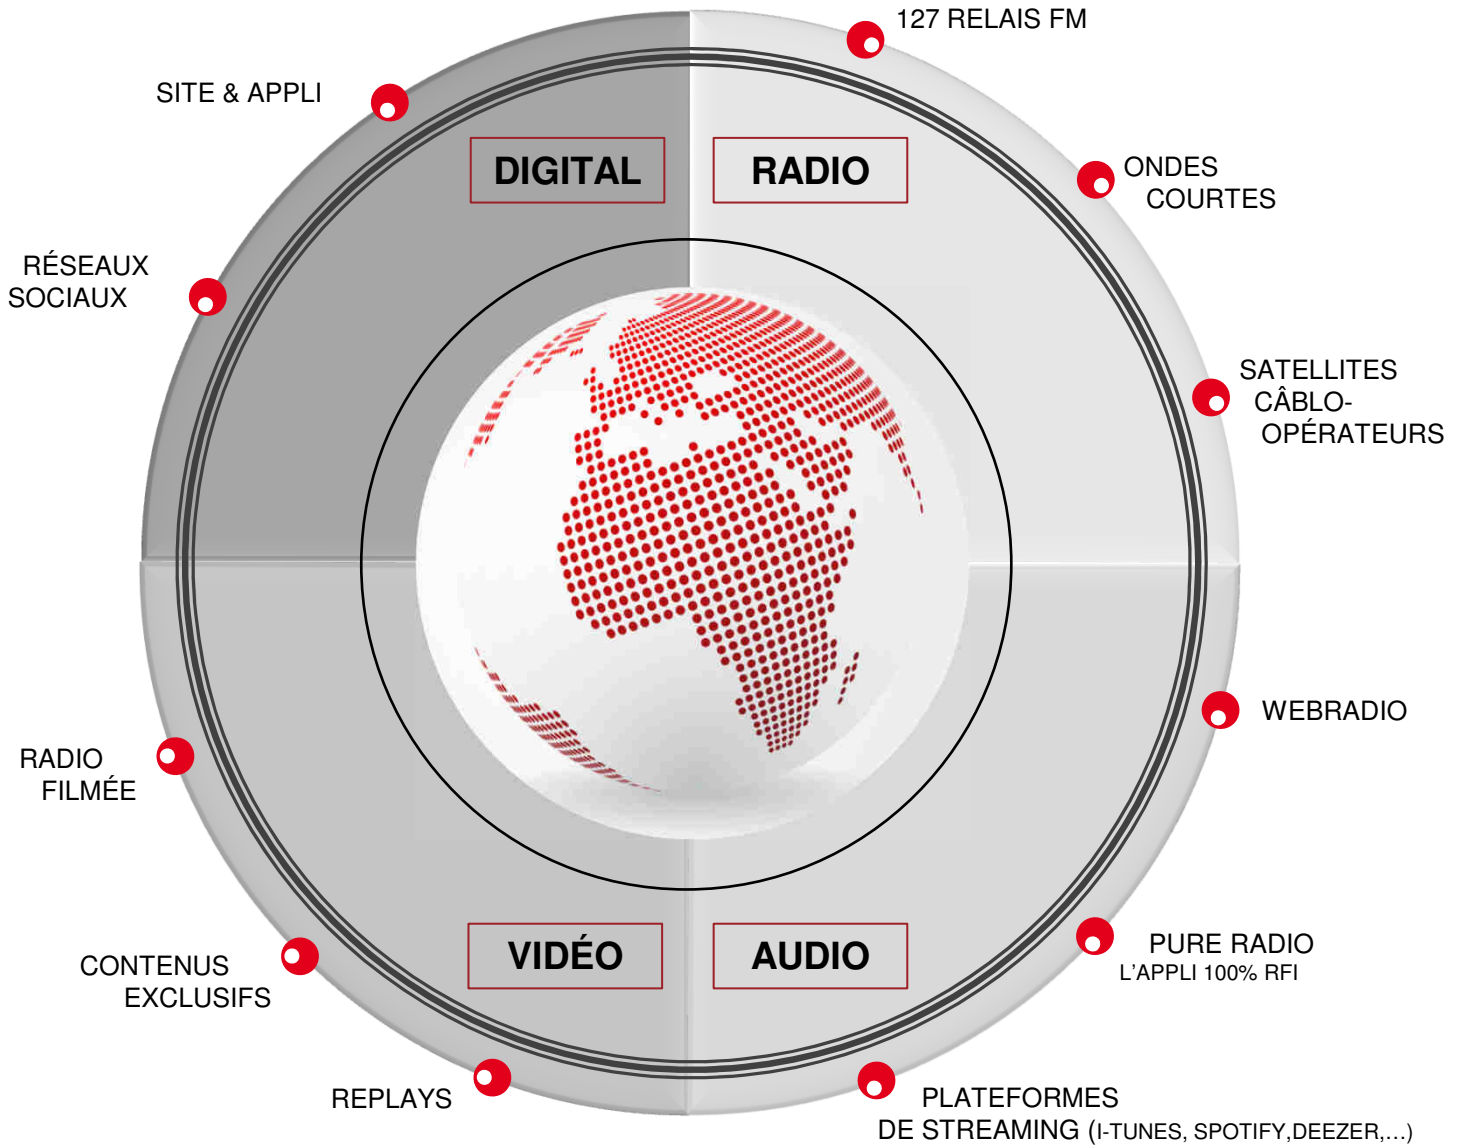 127 RELAIS FM
SITE & APPLI
DIGITAL
RADIO
ONDES
COURTES
RÉSEAUX
SOCIAUX
SATELLITES
CÂBLO-
OPÉRATEURS
WEBRADIO
RADIO
FILMÉE
VIDÉO
AUDIO
PURE RADIO
L'APPLI 100% RFI
CONTENUS
EXCLUSIFS
REPLAYS
PLATEFORMES
DE STREAMING (I-TUNES, SPOTIFY,DEEZER,...)